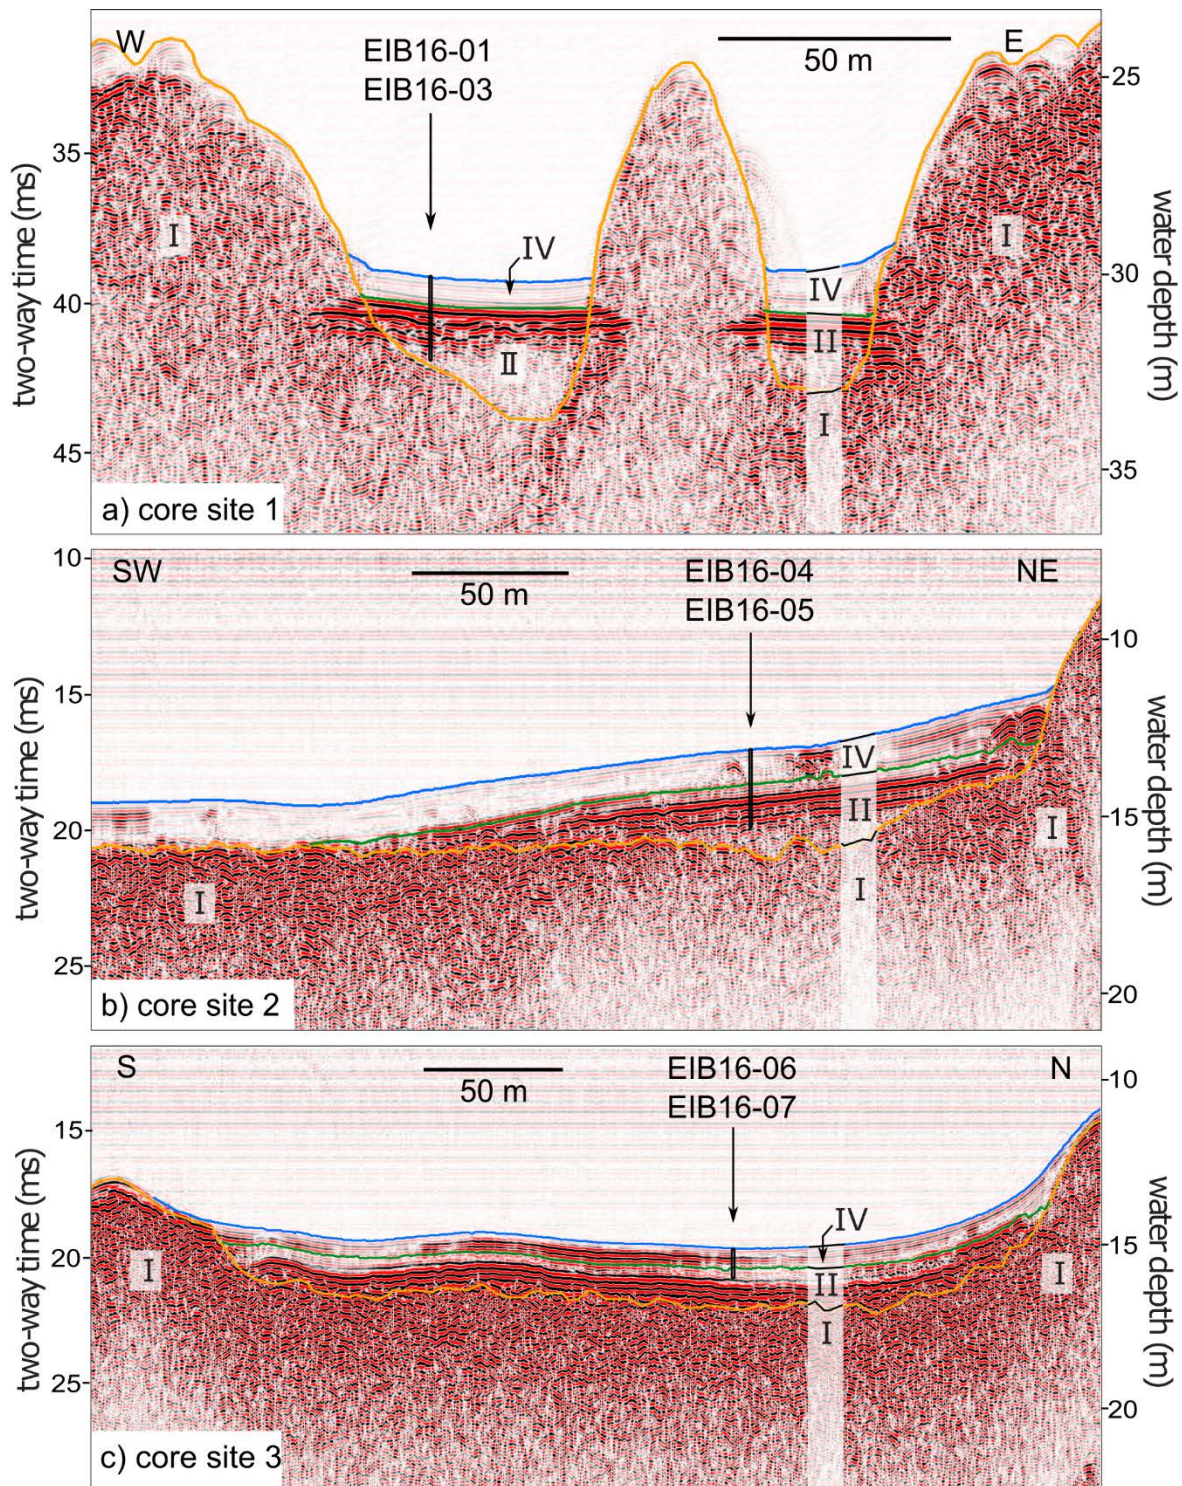 W
EIB16-01
EIB16-03
50 m
E
25
35
two-way time (ms)
water depth (m)
I
IV
I
30
40
IV
II
II
I
45
35
a) core site 1
10
SW
50 m
EIB16-04
EIB16-05
NE
10
15
two-way time (ms)
water depth (m)
IV
II
15
20
I
I
I
25
20
b) core site 2
S
50 m
EIB16-06
EIB16-07
N
10
15
two-way time (ms)
water depth (m)
IV
15
20
I
II
I
I
25
20
c) core site 3